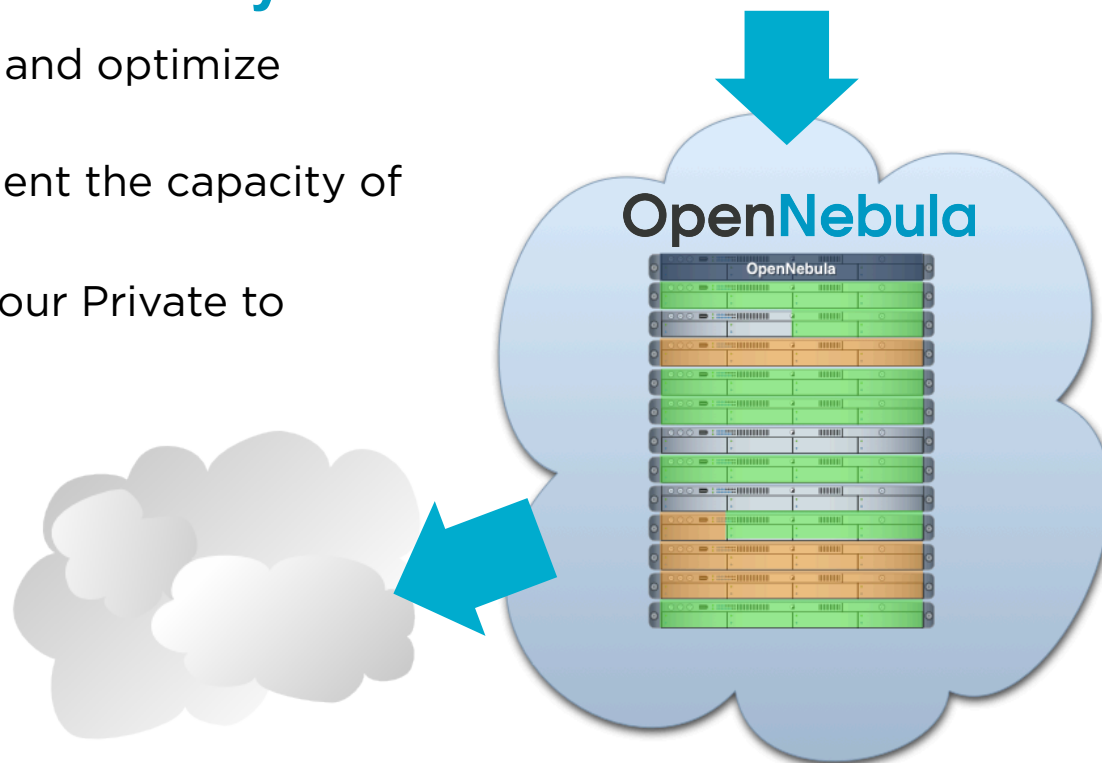 and optimize
ent the capacity of
our Private to
OpenNebula
OpenNebula